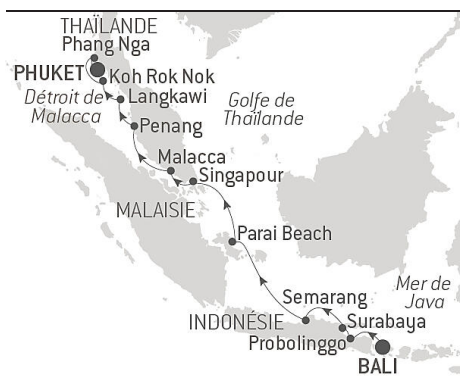 THAÏLANDE
Phang Nga
PHUKET
Koh Rok Nok
Détroit de
Malacca
Langkawi
Golfe de
Thaïlande
Penang
Malacca
Singapour
MALAISIE
Parai Beach
Mer de
Java
Semarang
INDONÉSIE
Surabaya
Probolinggo
BALI